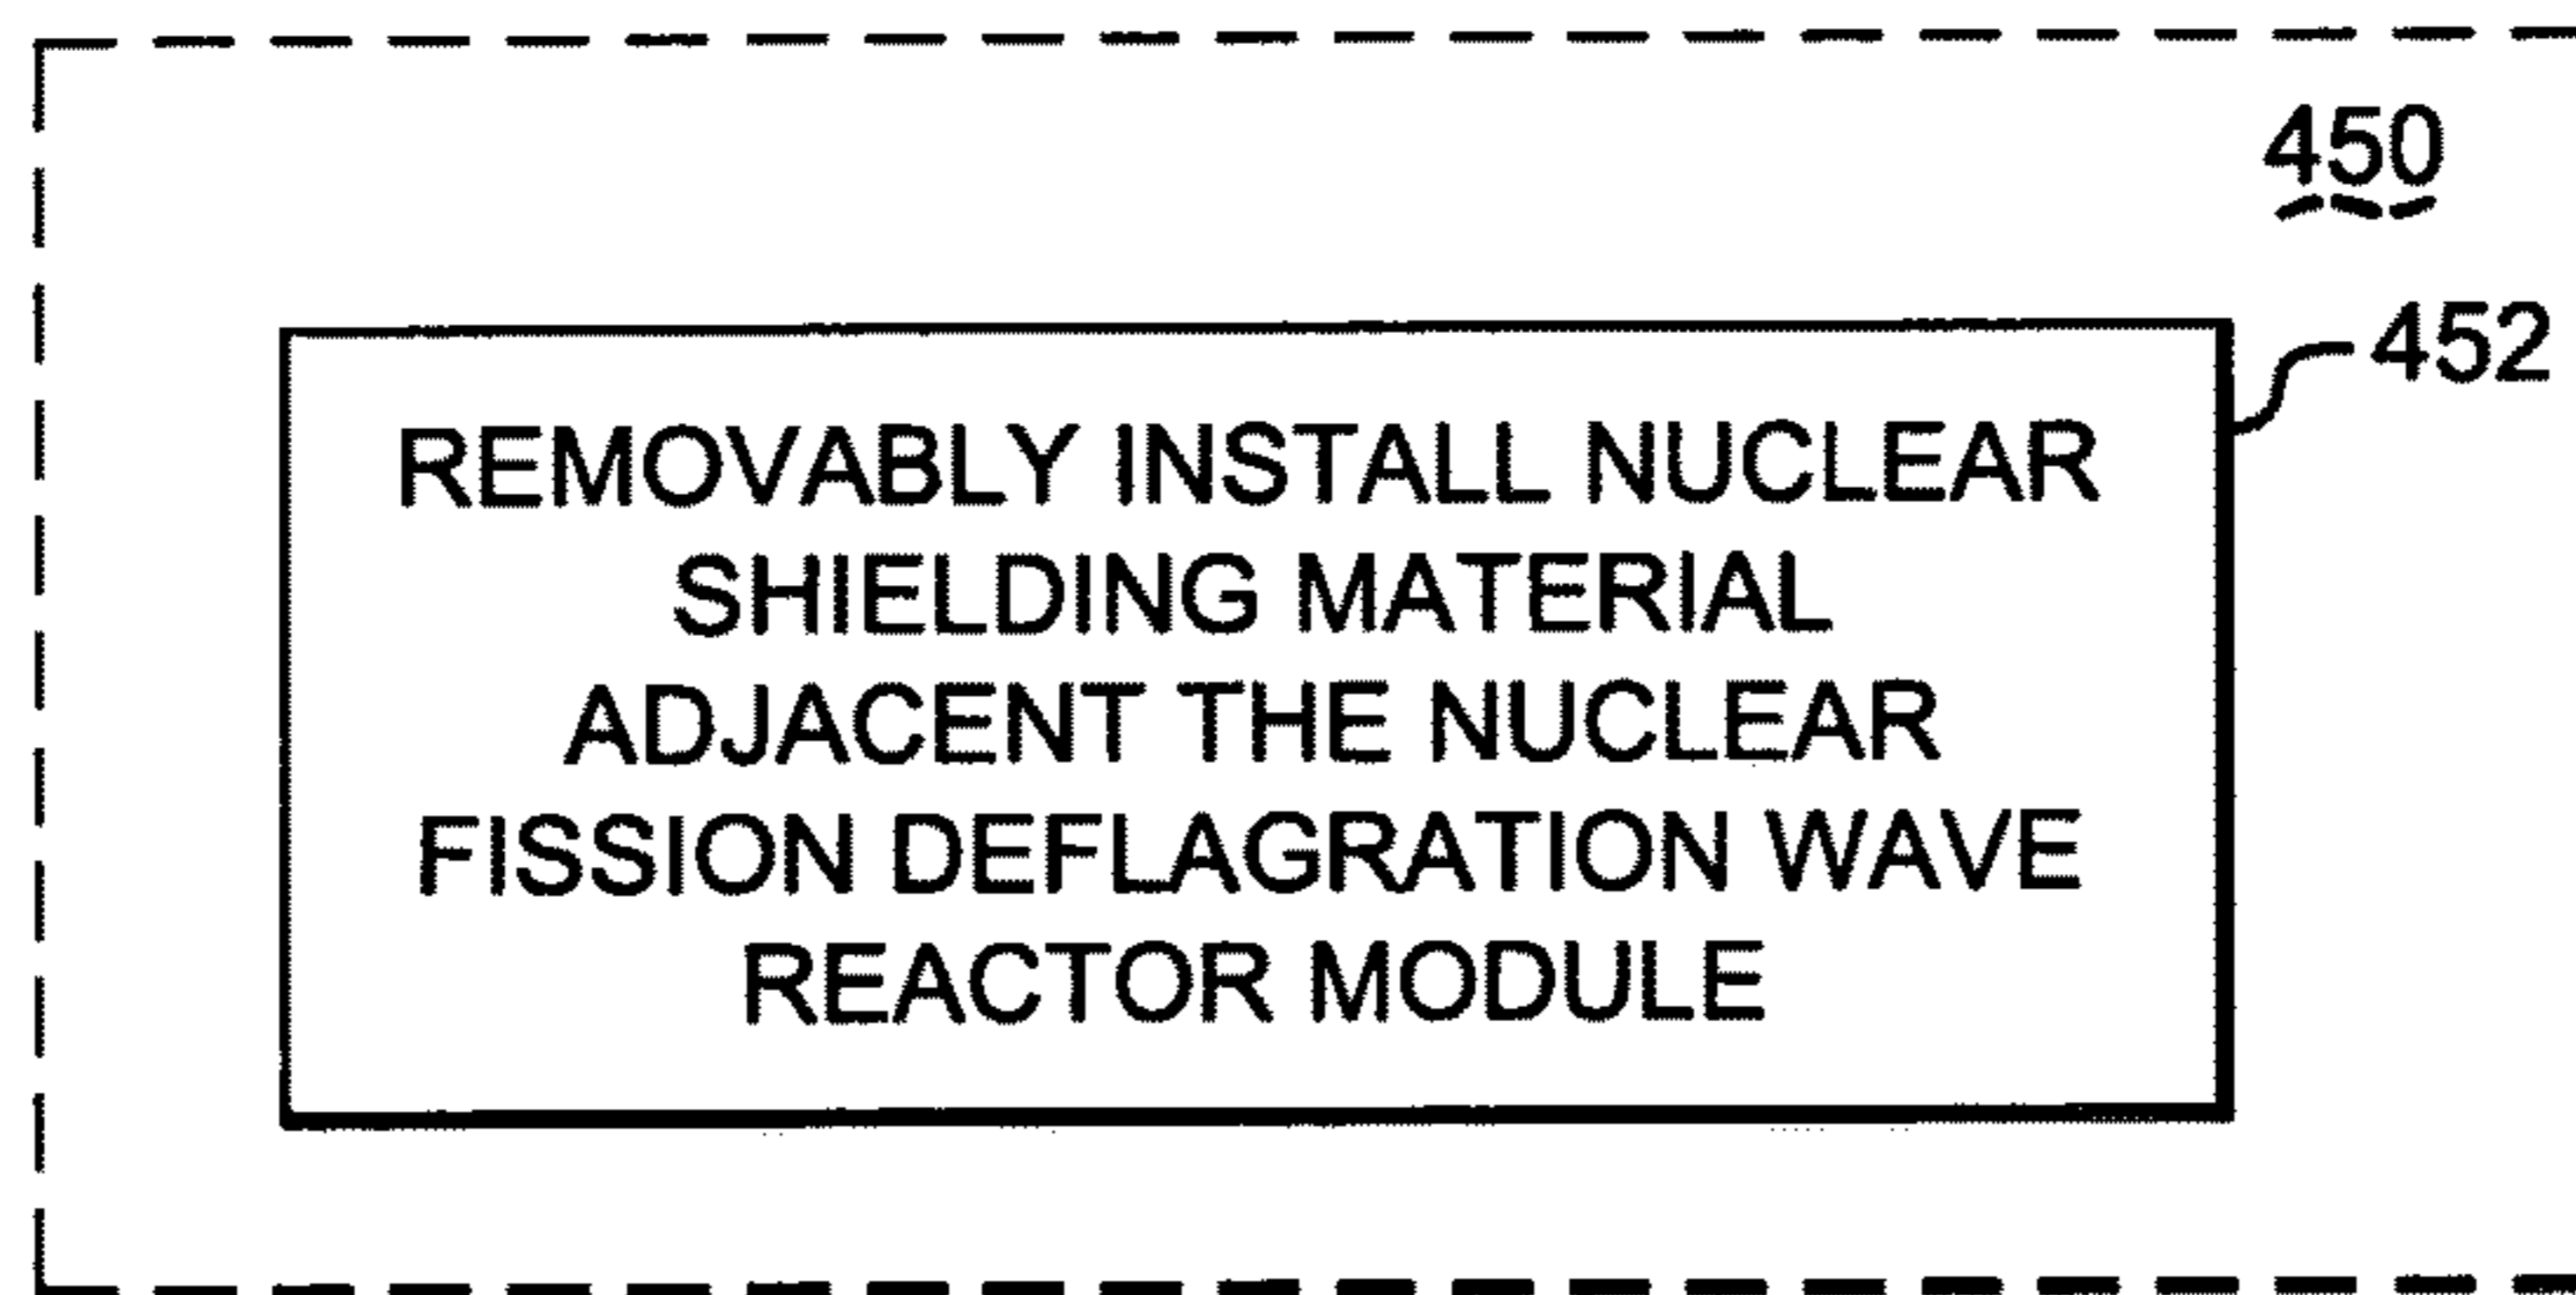 450
452
REMOVABLY INSTALL NUCLEAR
SHIELDING MATERIAL
ADJACENT THE NUCLEAR
FISSION DEFLAGRATION WAVE
REACTOR MODULE